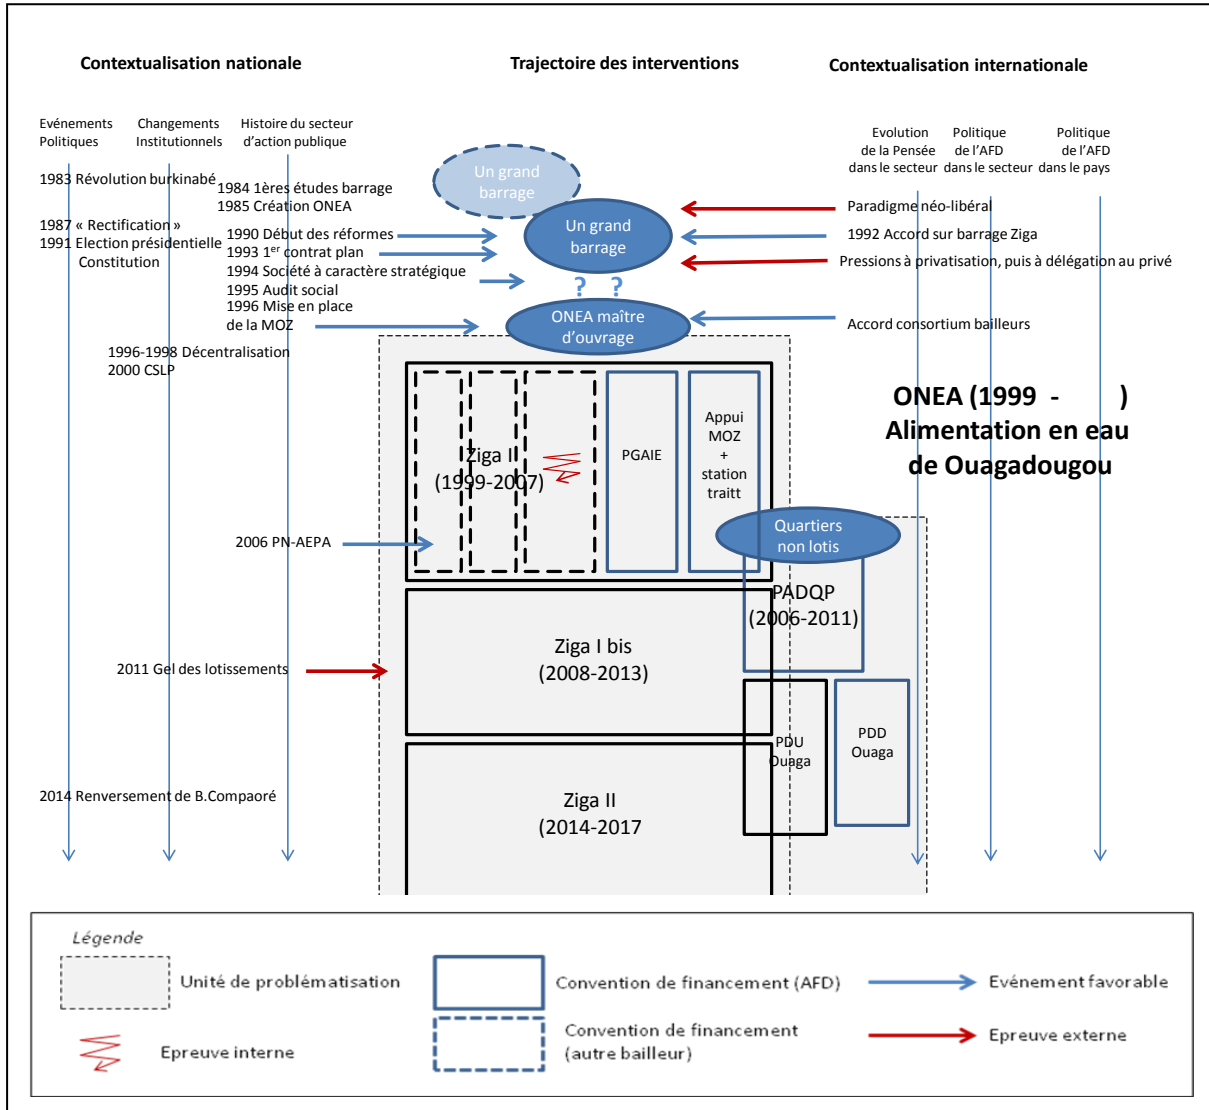 Contextualisation nationale
Trajectoire des interventions
Contextualisation internationale
Evénements
Politiques
Changements
Institutionnels
Histoire du secteur
d'action publique
Evolution
de la Pensée
dans le secteur
Politique
de l'AFD
dans le secteur
Politique
de l'AFD
dans le pays
1983 Révolution burkinabé
1984 1ères études barrage
1985 Création ONEA
1987 « Rectification »
1991 Election présidentielle
Constitution
1990 Début des réformes
1993 1er contrat plan
1994 Société à caractère stratégique
1995 Audit social
1996 Mise en place
de la MOZ
1996-1998 Décentralisation
2000 CSLP
2006 PN-AEPA
2011 Gel des lotissements
2014 Renversement de B.Compaoré
Un grand
barrage
Un grand
barrage
? ?
ONEA maître
d'ouvrage
Paradigme néo-libéral
1992 Accord sur barrage Ziga
Pressions à privatisation, puis à délégation au privé
Accord consortium bailleurs
ONEA (1999 - )
Alimentation en eau
de Ouagadougou
Ziga I
(1999-2007)
PGAIE
Appui
MOZ
+
station
traitt
Quartiers
non lotis
PADQP
(2006-2011)
Ziga I bis
(2008-2013)
PDU
Ouaga
PDD
Ouaga
Ziga II
(2014-2017
Légende
Unité de problématisation
Epreuve interne
Convention de financement (AFD)
Convention de financement
(autre bailleur)
Evénement favorable
Epreuve externe